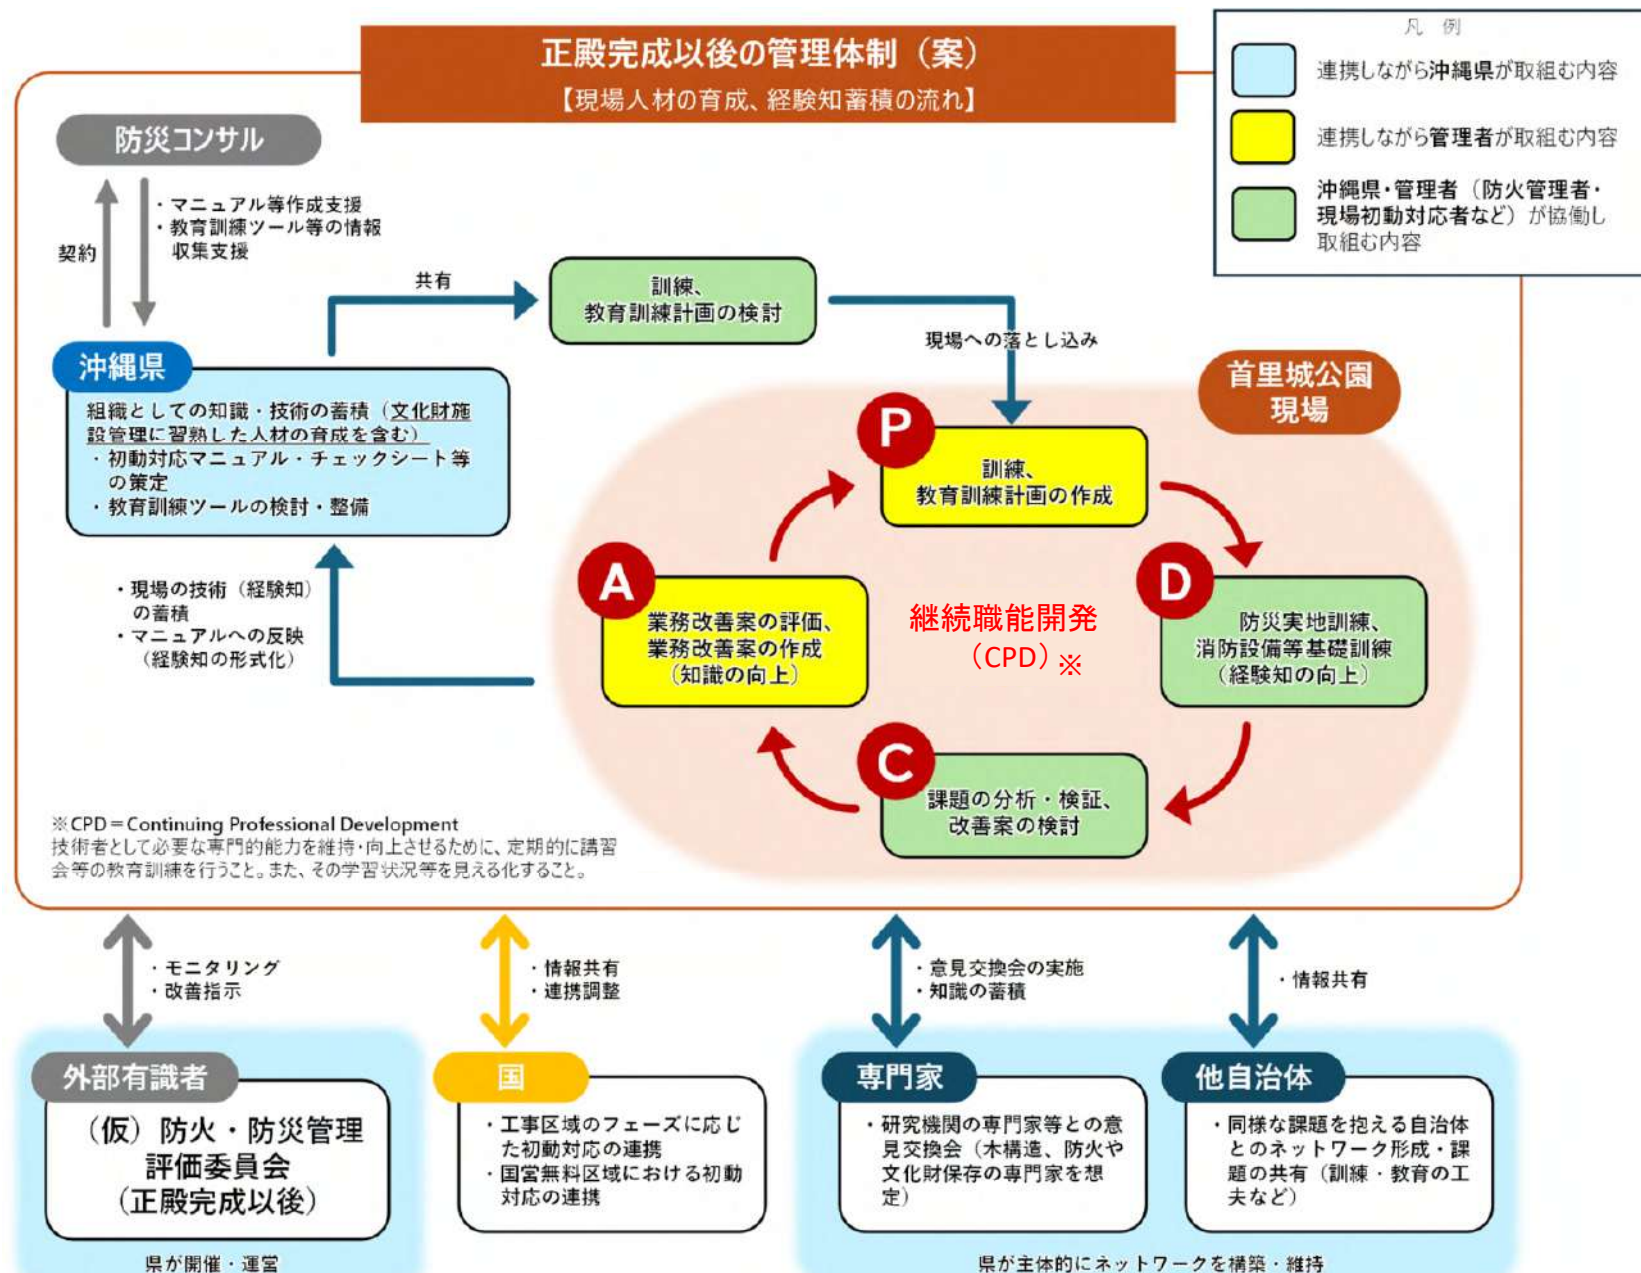 正殿完成以後の管理体制（案）
【現場人材の育成、経験知蓄積の流れ】
凡 例
連携しながら沖縄県が取組む内容
連携しながら管理者が取組む内容
沖縄県・管理者（防火管理者・
現場初動対応者など）が協働し
取組む内容
防災コンサル
契約
・マニュアル等作成支援
・教育訓練ツール等の情報
収集支援
共有
訓練、
教育訓練計画の検討
現場への落とし込み
沖縄県
組織としての知識・技術の蓄積（文化財施
設管理に習熟した人材の育成を含む）
・初動対応マニュアル・チェックシート等
の策定
・教育訓練ツールの検討・整備
首里城公園
現場
P
訓練、
教育訓練計画の作成
・現場の技術（経験知）
の蓄積
・マニュアルへの反映
（経験知の形式化）
A
業務改善案の評価、
業務改善案の作成
（知識の向上）
継続職能開発
（CPD）※
D
防災実地訓練、
消防設備等基礎訓練
（経験知の向上）
C
課題の分析・検証、
改善案の検討
※CPD＝Continuing Professional Development
技術者として必要な専門的能力を維持・向上させるために、定期的に講習
会等の教育訓練を行うこと。また、その学習状況等を見える化すること。
・モニタリング
・改善指示
・情報共有
・連携調整
・意見交換会の実施
・知識の蓄積
・情報共有
外部有識者
（仮）防火・防災管理
評価委員会
（正殿完成以後）
県が開催・運営
国
・工事区域のフェーズに応じ
た初動対応の連携
・国営無料区域における初動
対応の連携
専門家
・研究機関の専門家等との意
見交換会（木構造、防火や
文化財保存の専門家を想
定）
他自治体
・同様な課題を抱える自治体
とのネットワーク形成・課
題の共有（訓練・教育の工
夫など）
県が主体的にネットワークを構築・維持